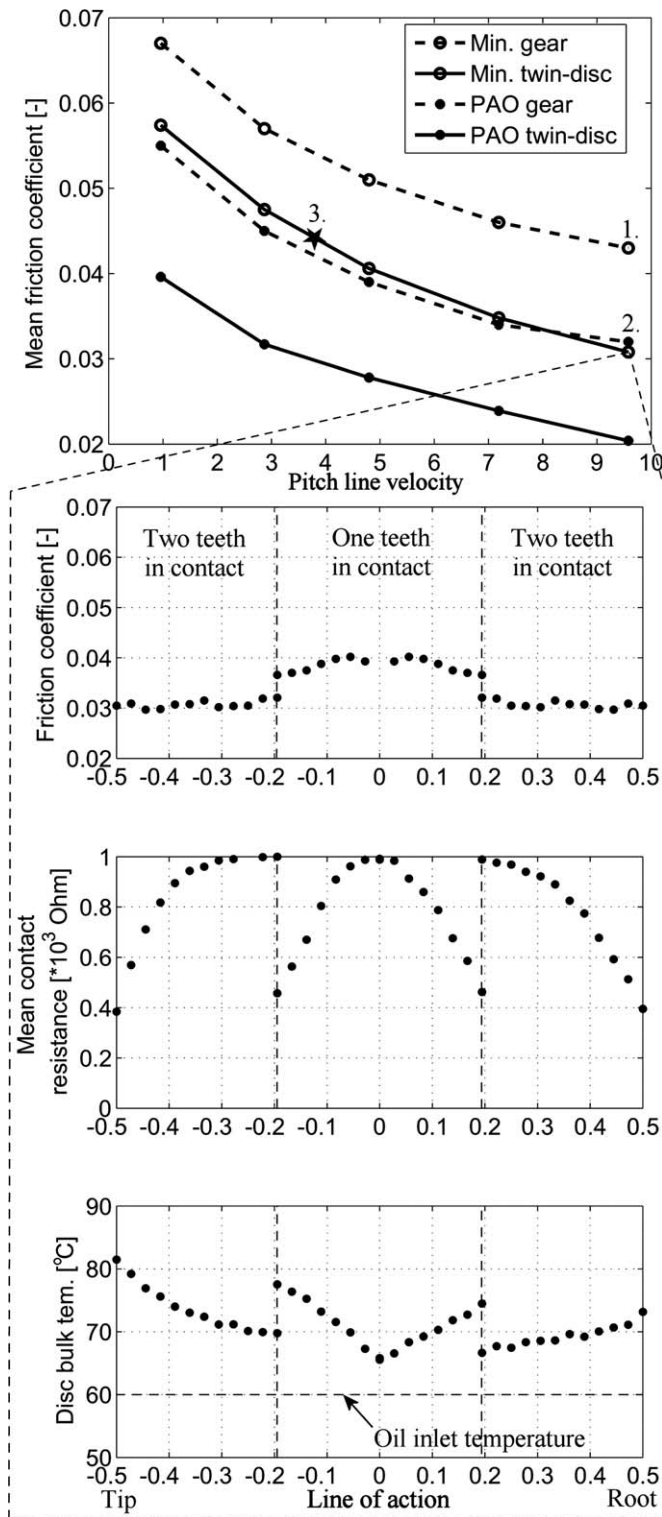 0.07
0.06
0.05
0.04
0.03
0.02
Mean friction coefficient [-]
Min. gear
Min. twin-disc
PAO gear
PAO twin-disc
1.
2.
3.
0 1 2 3 4 5 6 7 8 9 10
Pitch line velocity
0.07
0.06
0.05
0.04
0.03
0.02
Friction coefficient [-]
Two teeth
in contact
One teeth
in contact
Two teeth
in contact
-0.5 -0.4 -0.3 -0.2 -0.1 0 0.1 0.2 0.3 0.4 0.5
1
0.8
0.6
0.4
0.2
0
Mean contact
resistance [*10³ Ohm]
-0.5 -0.4 -0.3 -0.2 -0.1 0 0.1 0.2 0.3 0.4 0.5
90
80
70
60
50
Disc bulk tem. [°C]
Oil inlet temperature
-0.5 -0.4 -0.3 -0.2 -0.1 0 0.1 0.2 0.3 0.4 0.5
Tip Line of action Root